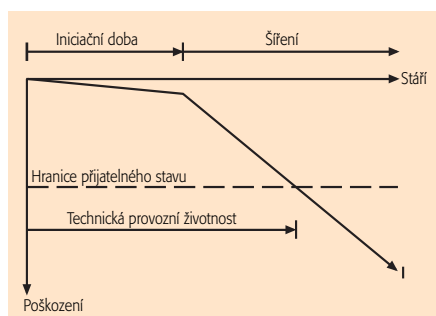 Iniciační doba
Šíření
Stáří
Hranice přijatelného stavu
Technická provozní životnost
I
Poškození